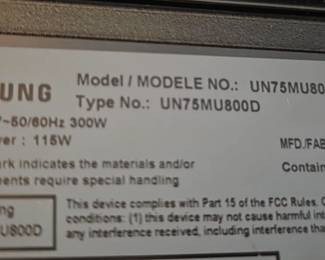 UNG
Model / MODELE NO.: UN75MU80
Type No.: UN75MU800D
~50/60Hz 300W
er : 115W
MFD./FAB
ark indicates the materials and/or
ents require special handling
Contain
ng
U800D
This device complies with Part 15 of the FCC Rules.
conditions: (1) this device may not cause harmful int
any interference received, including interference tha